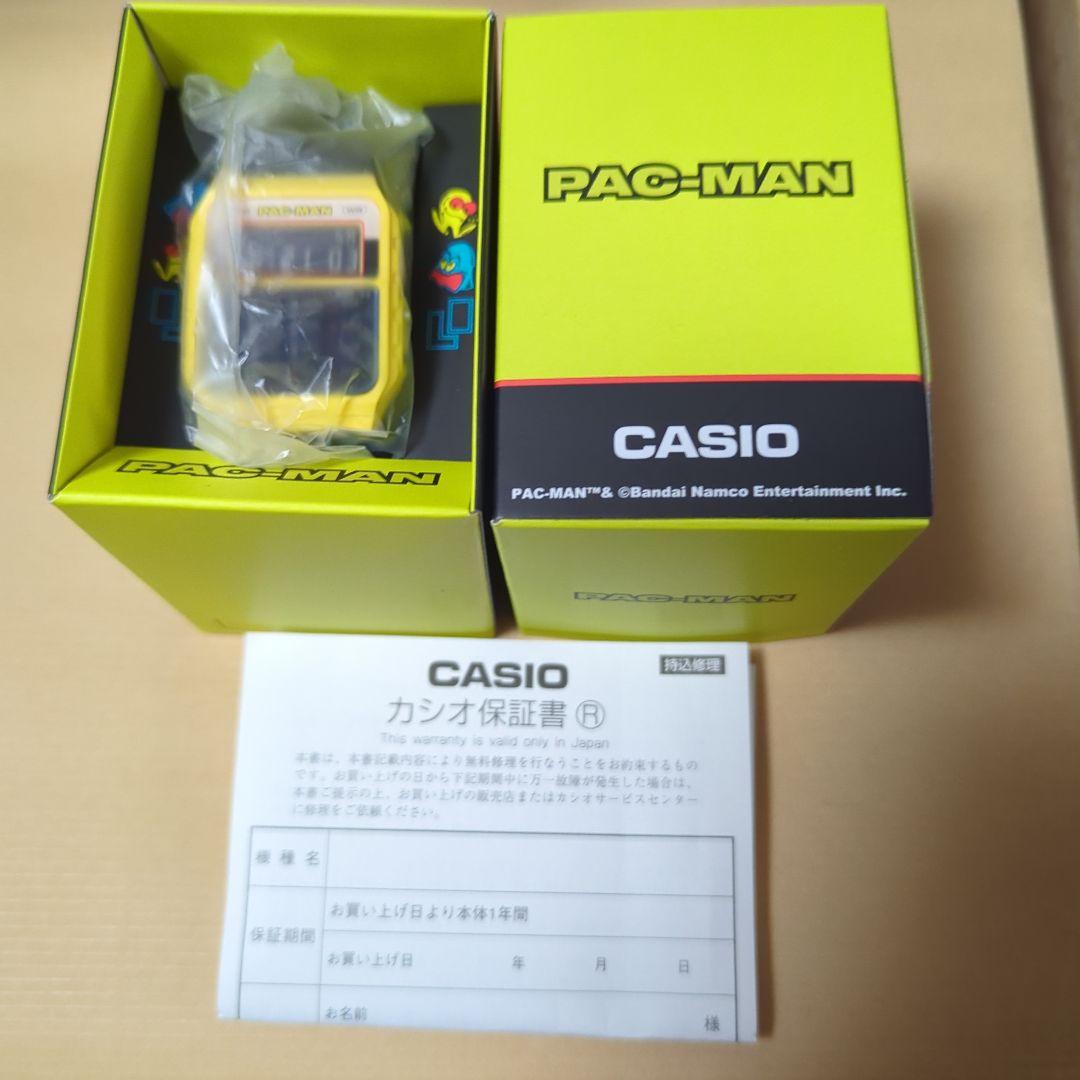 PAC-MAN
WR
PAC-MAN
PAC-MAN
CASIO
PAC-MAN™& ©Bandai Namco Entertainment Inc.
PAC-MAN
CASIO
持込修理
カシオ保証書 Ⓡ
This warranty is valid only in Japan
本書は、本書記載内容により無料修理を行なうことをお約束するもの
です。お買い上げの日から下記期間中に万一故障が発生した場合は、
本書ご提示の上、お買い上げの販売店またはカシオサービスセンター
に修理をご依頼ください。
機種名
保証期間
お買い上げ日より本体1年間
お買い上げ日 年 月 日
お名前 様